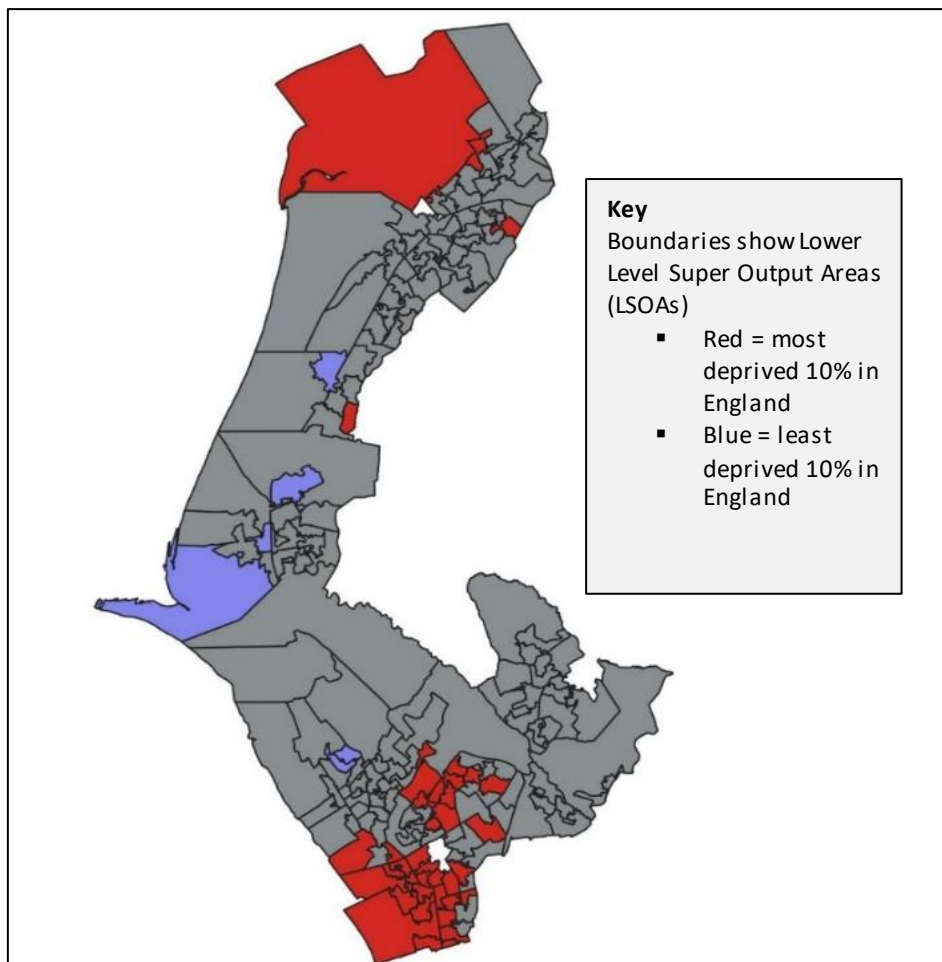 Key
Boundaries show Lower
Level Super Output Areas
(LSOAs)
▪ Red = most
deprived 10% in
England
▪ Blue = least
deprived 10% in
England